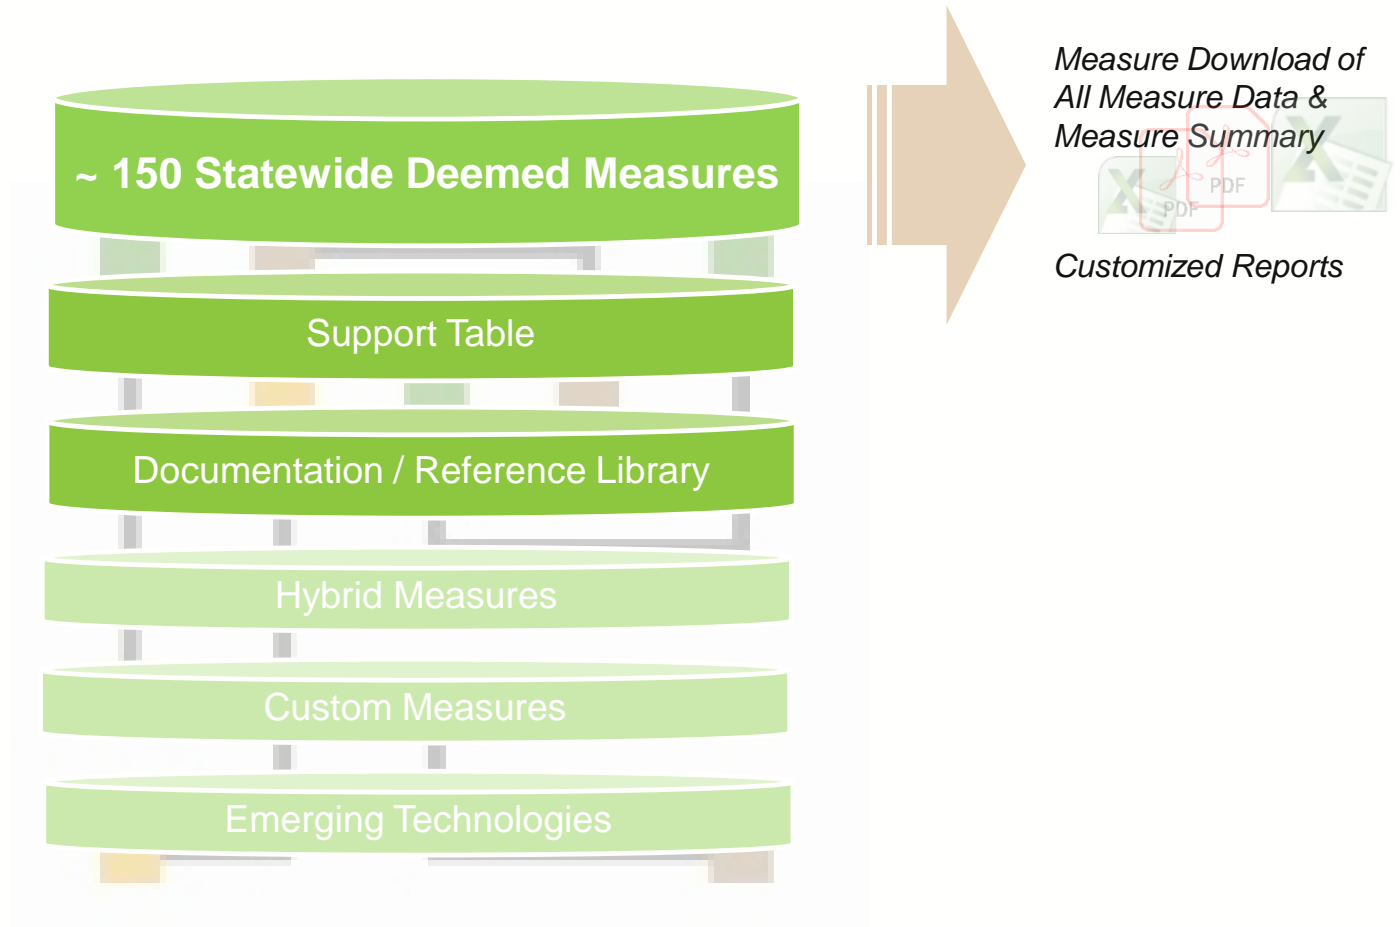 ~ 150 Statewide Deemed Measures
Support Table
Documentation / Reference Library
Hybrid Measures
Custom Measures
Emerging Technologies
Measure Download of
All Measure Data &
Measure Summary
PDF
PDF
Customized Reports